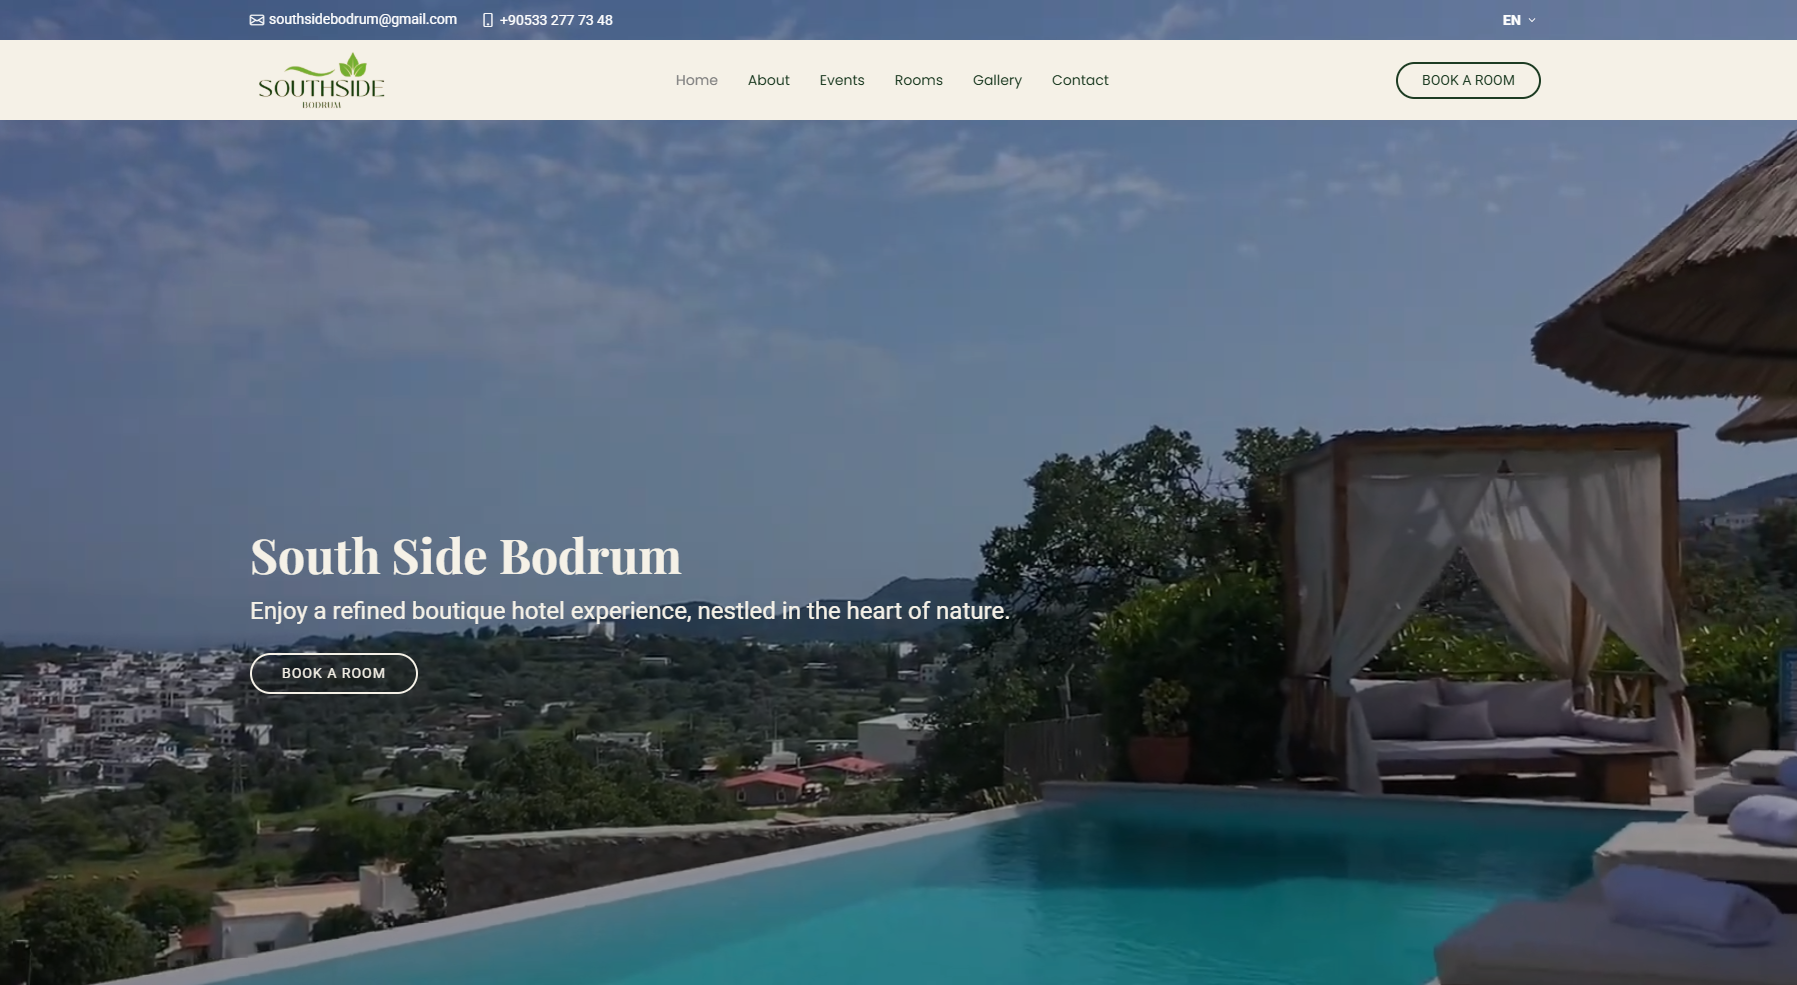 southsidebodrum@gmail.com +90533 277 73 48 EN
SOUTHSIDE
BODRUM
Home About Events Rooms Gallery Contact
BOOK A ROOM
South Side Bodrum
Enjoy a refined boutique hotel experience, nestled in the heart of nature.
BOOK A ROOM